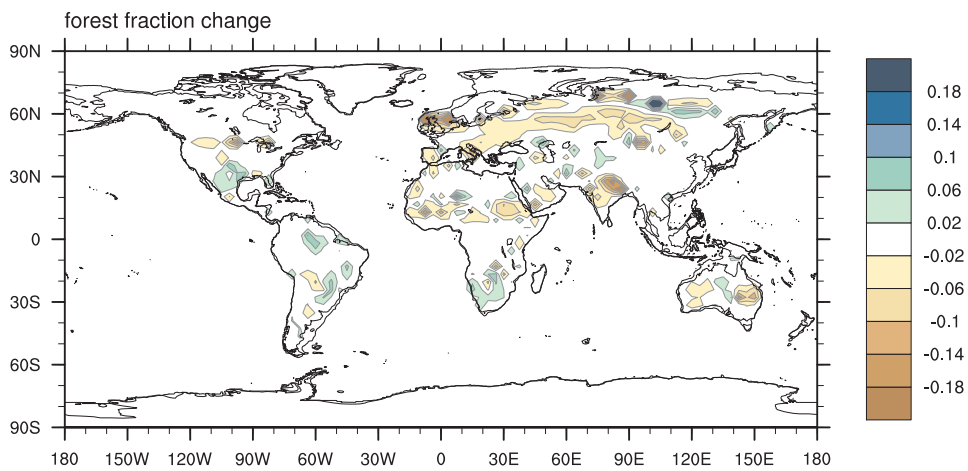 forest fraction change
90N
60N
30N
0
30S
60S
90S
180 150W 120W 90W 60W 30W 0 30E 60E 90E 120E 150E 180
0.18
0.14
0.1
0.06
0.02
-0.02
-0.06
-0.1
-0.14
-0.18